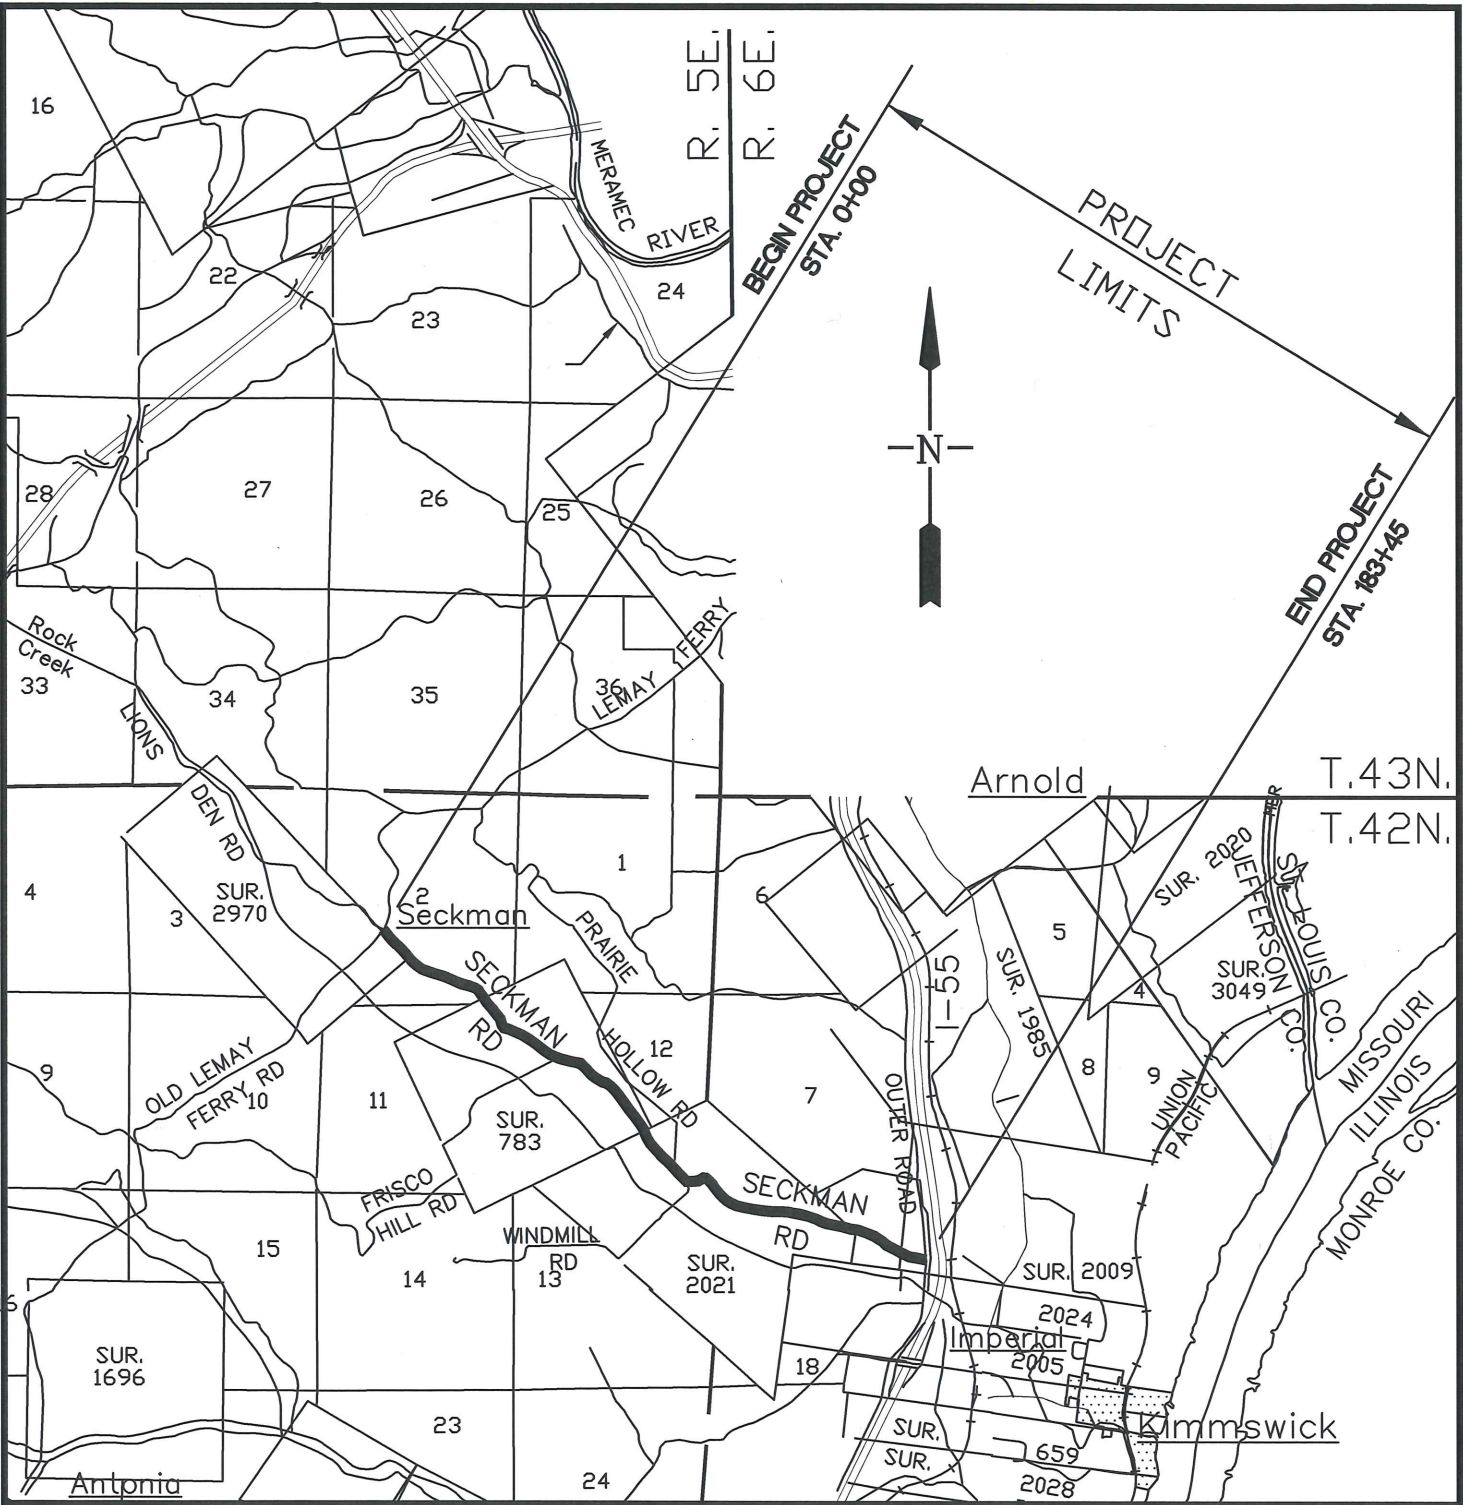 R. 5E.
R. 6E.
16
MERAMEC
RIVER
BEGIN PROJECT
STA. 0+00
PROJECT
LIMITS
22
23
24
N
28
27
26
25
END PROJECT
STA. 183+45
Rock
Creek
33
34
35
36
LEMAY FERRY
LIONS
DEN RD
Arnold
T.43N.
T.42N.
4
3
SUR.
2970
2
Seckman
1
6
5
SUR. 2020
JEFFERSON CO.
ST. LOUIS CO.
SUR.
3049
4
PRAIRIE
HOLLOW RD
SECKMAN
RD
I-55
SUR. 1985
MISSOURI
ILLINOIS
MONROE CO.
9
OLD LEMAY
FERRY RD
10
11
12
SUR.
783
7
OUTER ROAD
8
9
UNION
PACIFIC
FRISCO
HILL RD
WINDMILL
RD
SECKMAN
RD
15
14
13
SUR.
2021
SUR. 2009
2024
Imperial
2005
6
SUR.
1696
18
Kimmswick
23
SUR.
659
SUR.
2028
24
Antonia